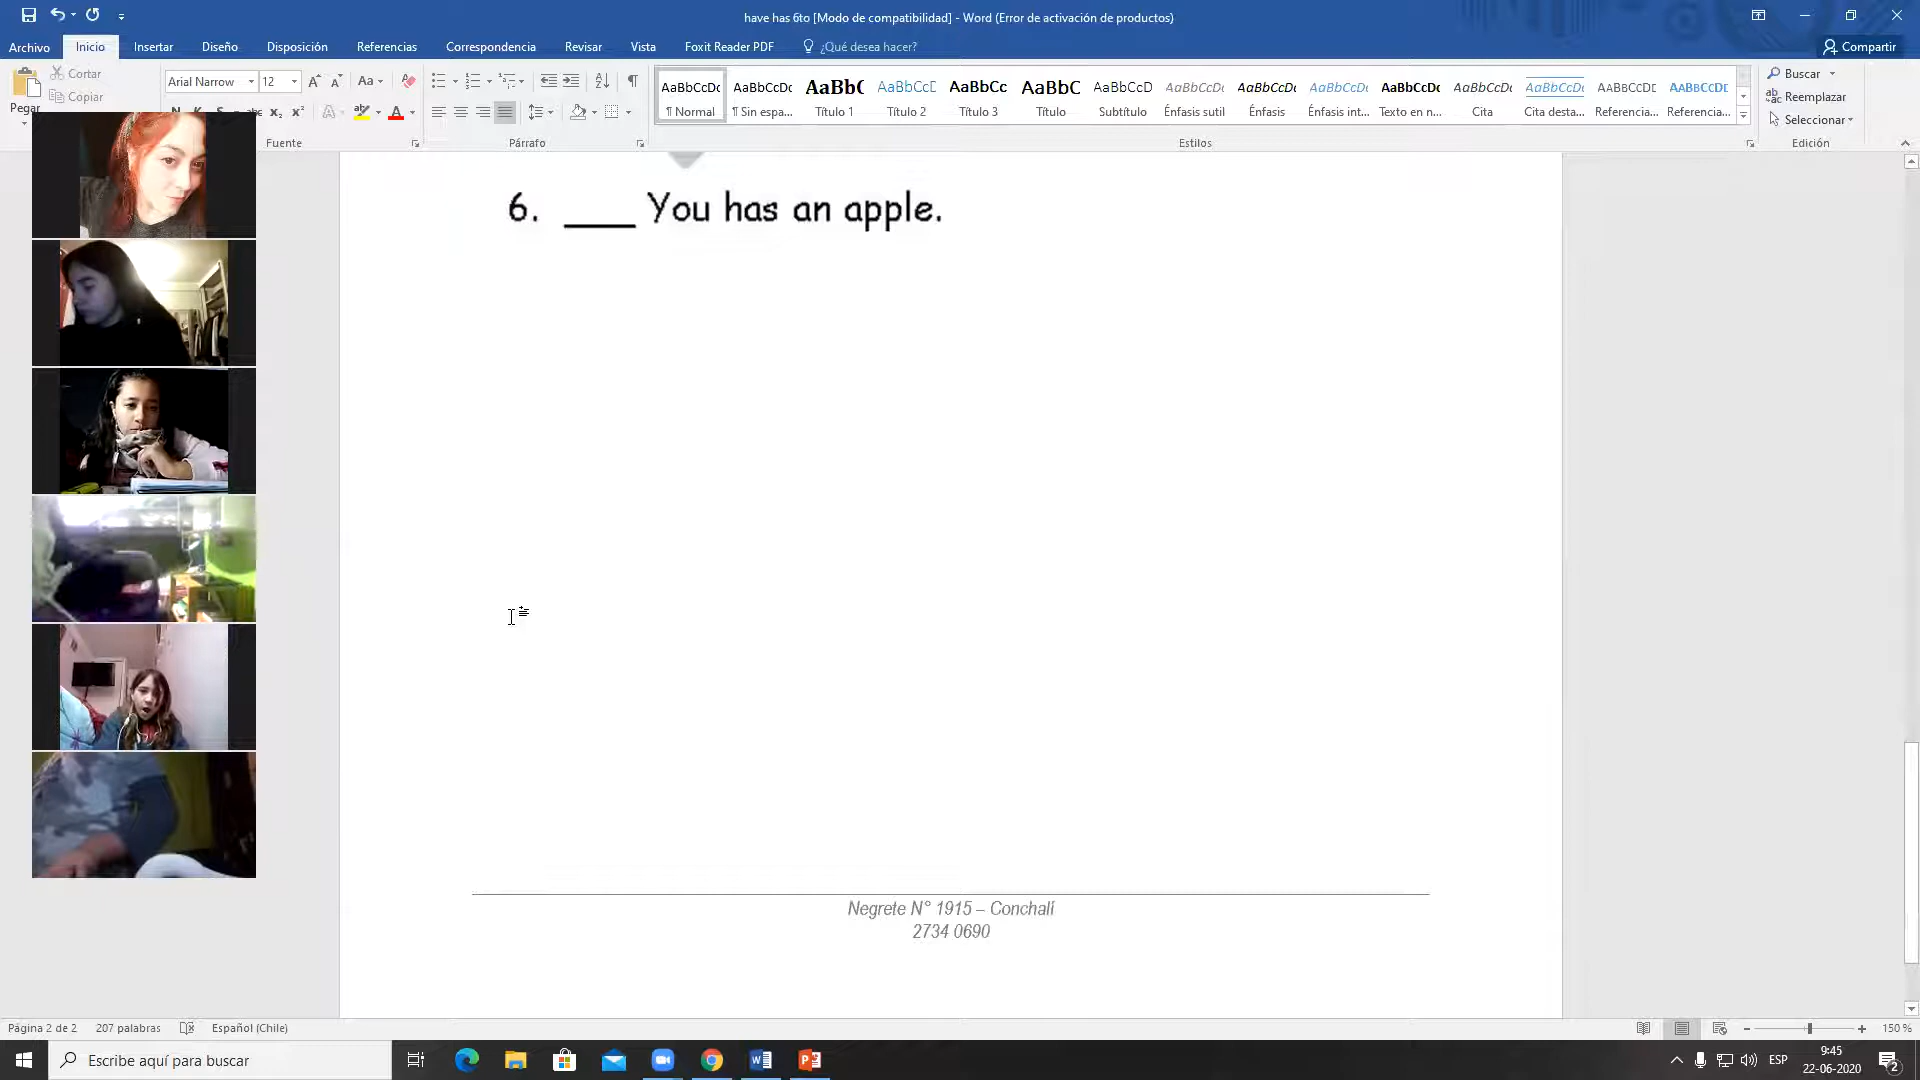 have has 6to [Modo de compatibilidad] - Word (Error de activación de productos)
Archivo Inicio Insertar Diseño Disposición Referencias Correspondencia Revisar Vista Foxit Reader PDF ¿Qué desea hacer? Compartir
Pegar
Cortar
Copiar
Arial Narrow 12
Fuente
Párrafo
AaBbCcDc AaBbCcDc AaBbC AaBbCcD AaBbCc AaBbC AaBbCcD AaBbCcDc AaBbCcDc AaBbCcDc AaBbCcDc AaBbCcDc AaBbCcDc AABBCCDE AABBCCDE
¶ Normal ¶ Sin espa... Título 1 Título 2 Título 3 Título Subtítulo Énfasis sutil Énfasis Énfasis int... Texto en n... Cita Cita desta... Referencia... Referencia...
Estilos
Buscar
Reemplazar
Seleccionar
Edición
6. ____ You has an apple.
Negrete N° 1915 – Conchalí
2734 0690
Página 2 de 2 207 palabras Español (Chile) 150 %
Escribe aquí para buscar
ESP
9:45
22-06-2020
2